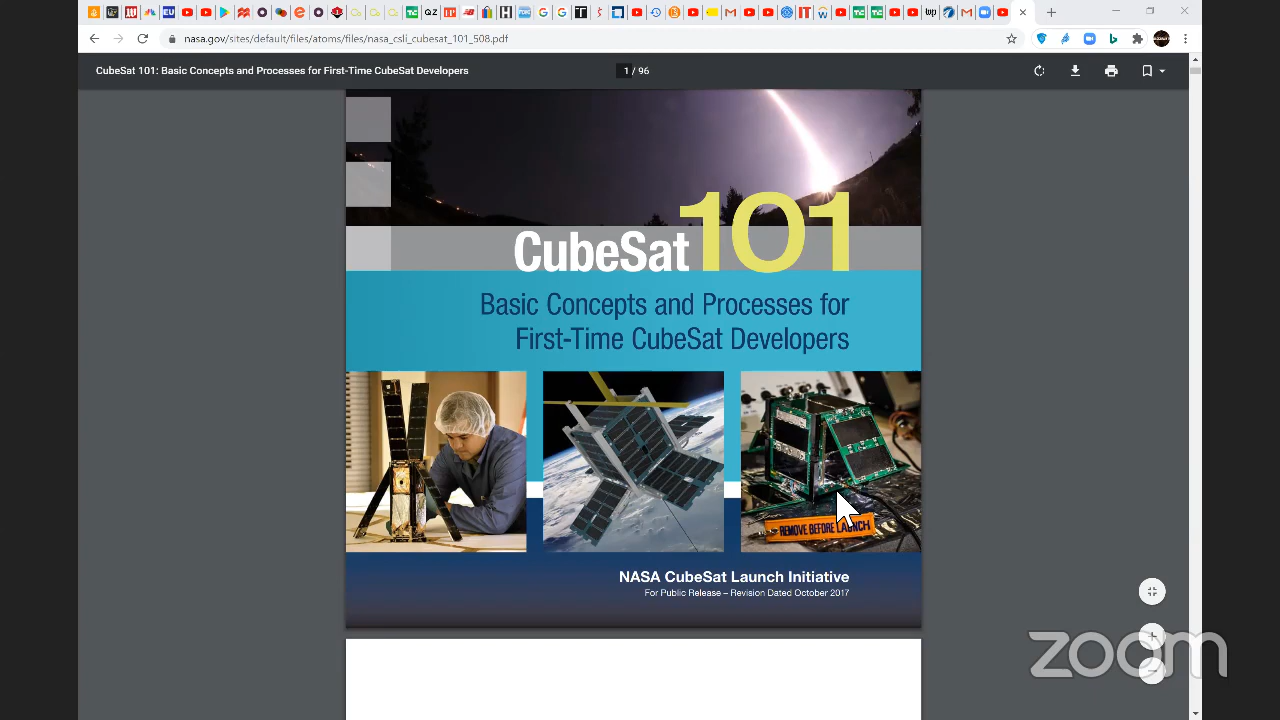 nasa.gov/sites/default/files/atoms/files/nasa_csli_cubesat_101_508.pdf
CubeSat 101: Basic Concepts and Processes for First-Time CubeSat Developers
1 / 96
CubeSat 101
Basic Concepts and Processes for
First-Time CubeSat Developers
REMOVE BEFORE LAUNCH
NASA CubeSat Launch Initiative
For Public Release – Revision Dated October 2017
zoom